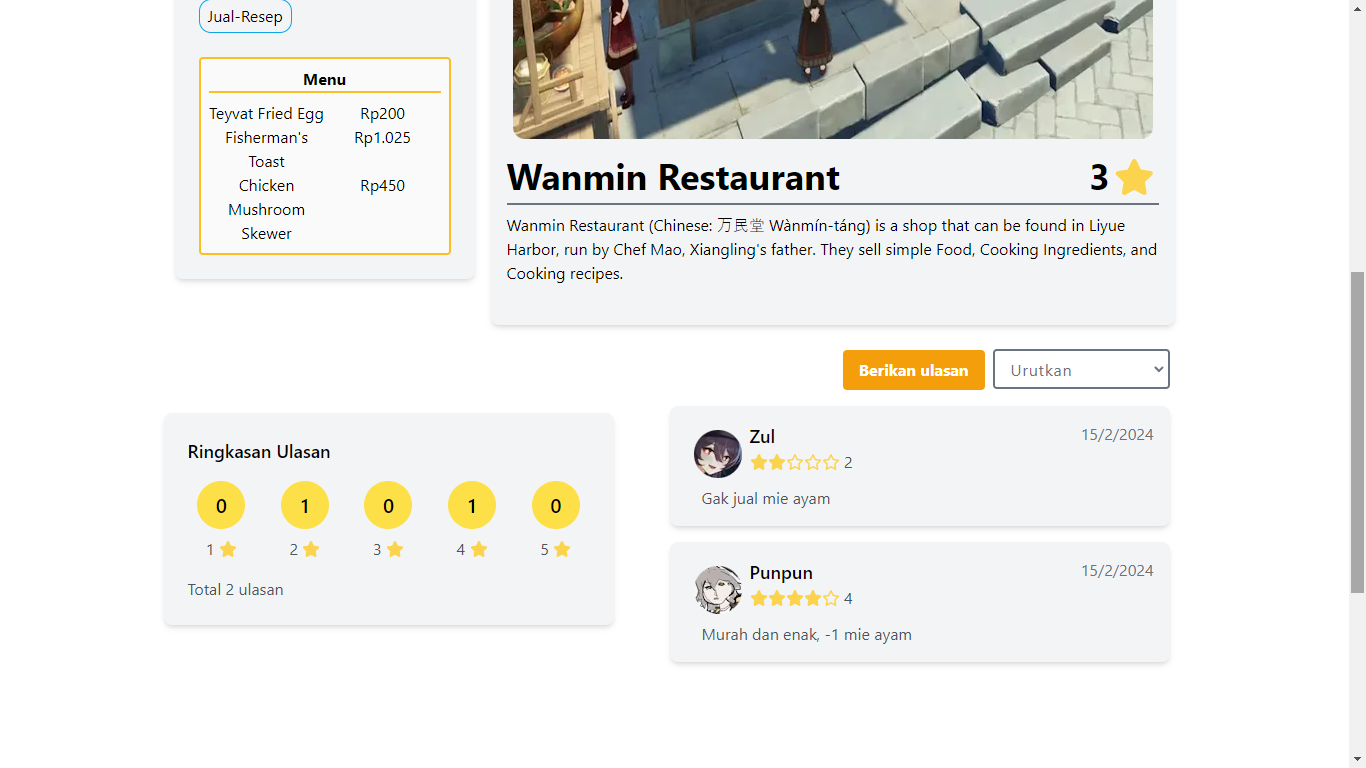 Jual-Resep
Menu
Teyvat Fried Egg Rp200
Fisherman's Rp1.025
Toast
Chicken Rp450
Mushroom
Skewer
Wanmin Restaurant 3
Wanmin Restaurant (Chinese: 万民堂 Wànmín-táng) is a shop that can be found in Liyue
Harbor, run by Chef Mao, Xiangling's father. They sell simple Food, Cooking Ingredients, and
Cooking recipes.
Berikan ulasan Urutkan
Ringkasan Ulasan
0 1 0 1 0
1 2 3 4 5
Total 2 ulasan
Zul 15/2/2024
2
Gak jual mie ayam
Punpun 15/2/2024
4
Murah dan enak, -1 mie ayam